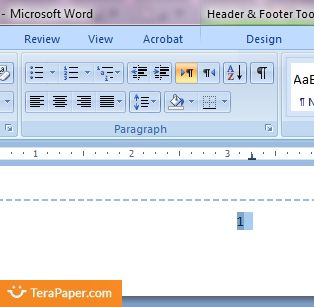 - Microsoft Word
Header & Footer Too
Review View Acrobat Design
AaB
¶ N
Paragraph
1 2 3
1
TeraPaper.com